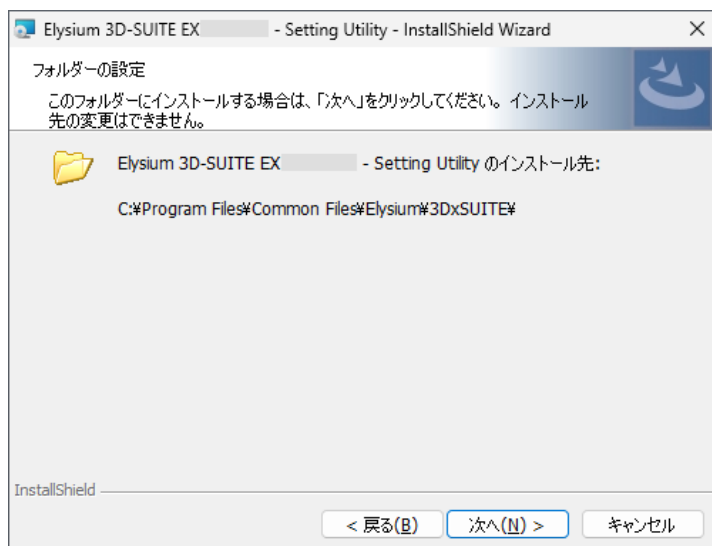 Elysium 3D-SUITE EX - Setting Utility - InstallShield Wizard
フォルダーの設定
このフォルダーにインストールする場合は、「次へ」をクリックしてください。インストール
先の変更はできません。
Elysium 3D-SUITE EX - Setting Utility のインストール先:
C:¥Program Files¥Common Files¥Elysium¥3DxSUITE¥
InstallShield
< 戻る(B)
次へ(N) >
キャンセル